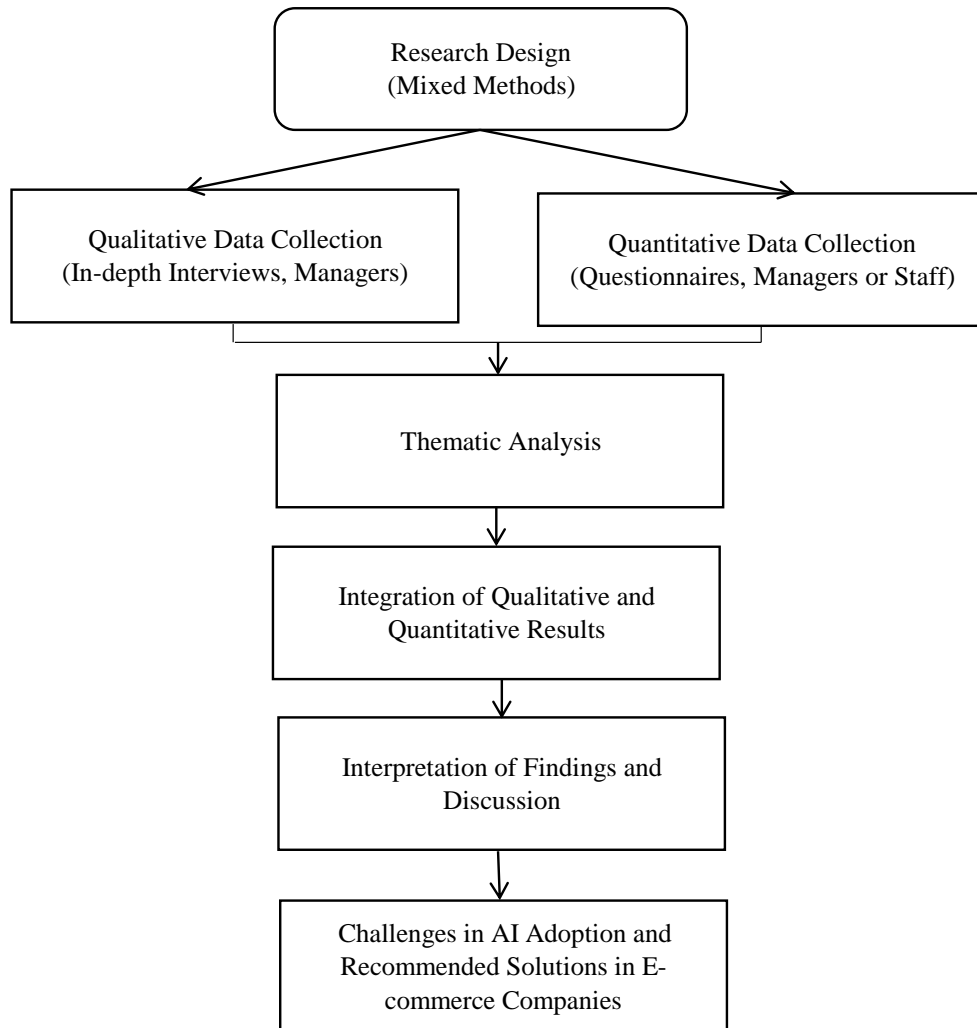 Research Design
(Mixed Methods)
Qualitative Data Collection
(In-depth Interviews, Managers)
Quantitative Data Collection
(Questionnaires, Managers or Staff)
Thematic Analysis
Integration of Qualitative and
Quantitative Results
Interpretation of Findings and
Discussion
Challenges in AI Adoption and
Recommended Solutions in E-
commerce Companies